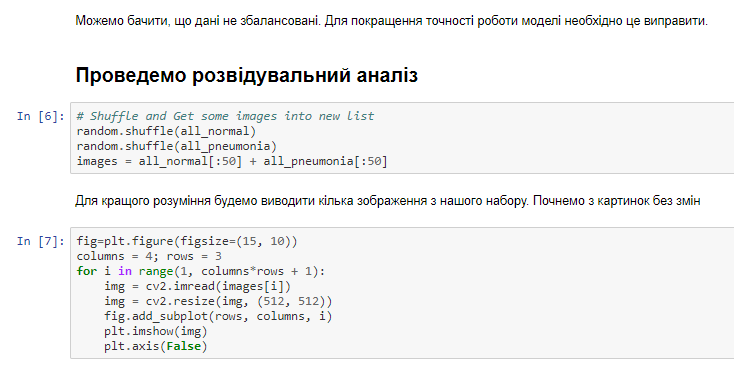 Можемо бачити, що дані не збалансовані. Для покращення точності роботи моделі необхідно це виправити.
Проведемо розвідувальний аналіз
In [6]: # Shuffle and Get some images into new list
random.shuffle(all_normal)
random.shuffle(all_pneumonia)
images = all_normal[:50] + all_pneumonia[:50]
Для кращого розуміння будемо виводити кілька зображення з нашого набору. Почнемо з картинок без змін
In [7]: fig=plt.figure(figsize=(15, 10))
columns = 4; rows = 3
for i in range(1, columns*rows + 1):
    img = cv2.imread(images[i])
    img = cv2.resize(img, (512, 512))
    fig.add_subplot(rows, columns, i)
    plt.imshow(img)
    plt.axis(False)